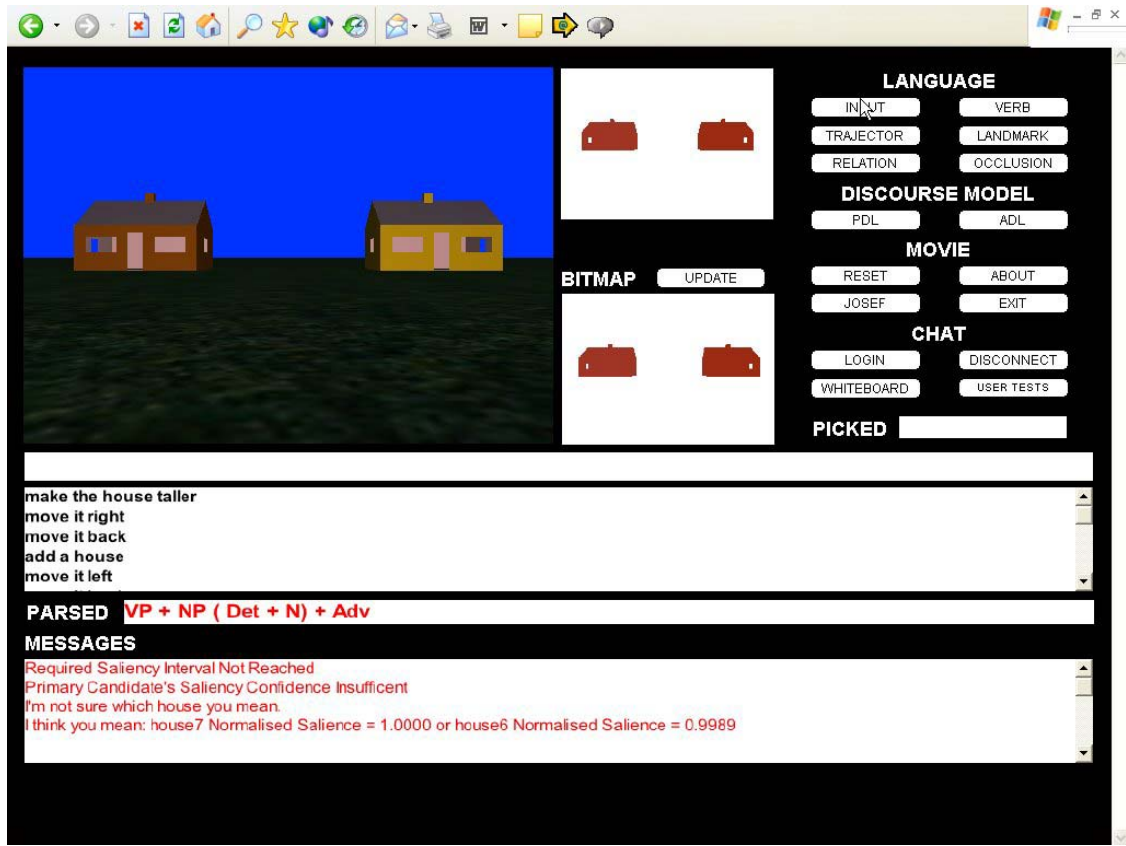 LANGUAGE
INPUT VERB
TRAJECTOR LANDMARK
RELATION OCCLUSION
DISCOURSE MODEL
PDL ADL
MOVIE
RESET ABOUT
JOSEF EXIT
CHAT
LOGIN DISCONNECT
WHITEBOARD USER TESTS
PICKED
BITMAP UPDATE
make the house taller
move it right
move it back
add a house
move it left
PARSED VP + NP ( Det + N) + Adv
MESSAGES
Required Saliency Interval Not Reached
Primary Candidate's Saliency Confidence Insufficent
I'm not sure which house you mean.
I think you mean: house7 Normalised Salience = 1.0000 or house6 Normalised Salience = 0.9989